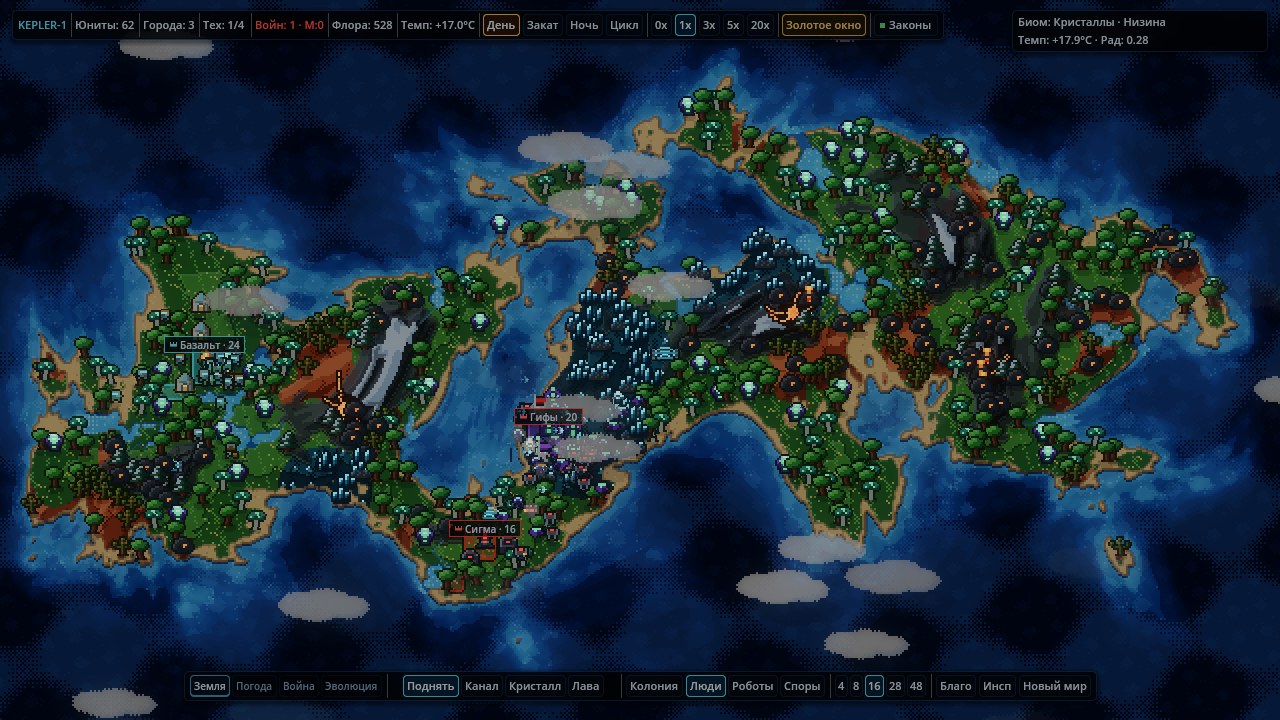 KEPLER-1 Юниты: 62 Города: 3 Тех: 1/4 Войн: 1 · М:0 Флора: 528 Темп: +17.0°C День Закат Ночь Цикл 0x 1x 3x 5x 20x Золотое окно Законы
Биом: Кристаллы · Низина
Темп: +17.9°C · Рад: 0.28
Базальт · 24
Гифы · 20
Сигма · 16
Земля Погода Война Эволюция Поднять Канал Кристалл Лава Колония Люди Роботы Споры 4 8 16 28 48 Благо Инсп Новый мир